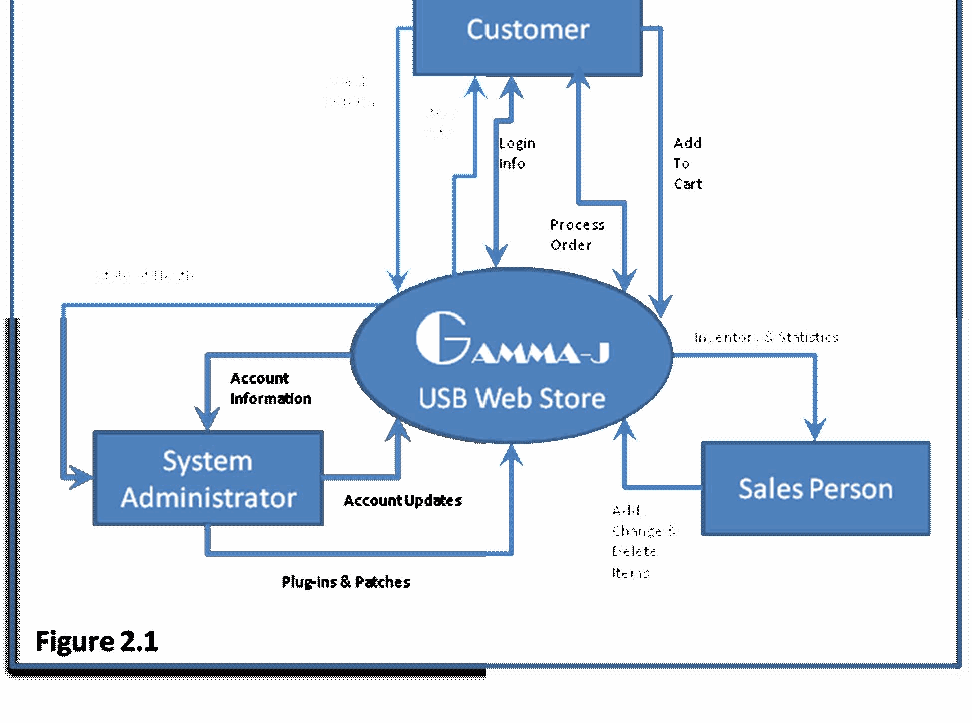 Customer
Login
Info
Add
To
Cart
Process
Order
GAMMA-J
USB Web Store
Inventory & Statistics
Account
Information
System
Administrator
Account Updates
Sales Person
Add
Change &
Delete
Items
Plug-ins & Patches
Figure 2.1